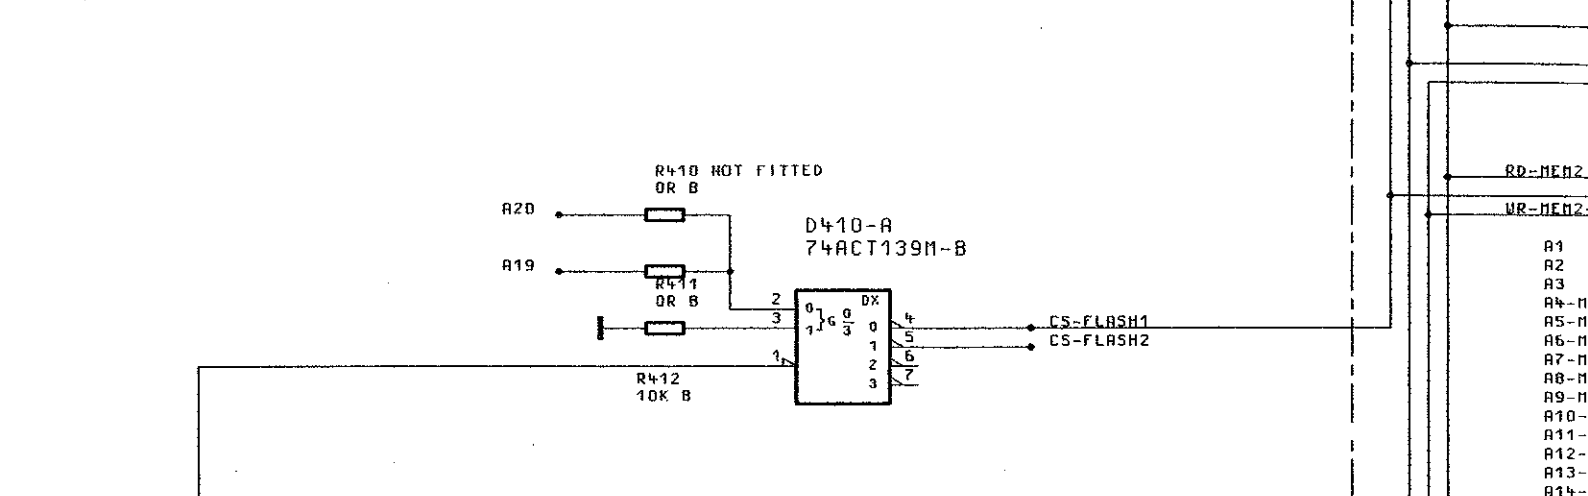 R410 NOT FITTED
0R B
A20
D410-A
74ACT139M-B
A19
R411
0R B
2
3
1
0
1
G
0
3
DX
0
1
2
3
4
5
6
7
CS-FLASH1
CS-FLASH2
R412
10K B
RD-MEM2
WR-MEM2-
A1
A2
A3
A4-M
A5-M
A6-M
A7-M
A8-M
A9-M
A10-
A11-
A12-
A13-
A14-